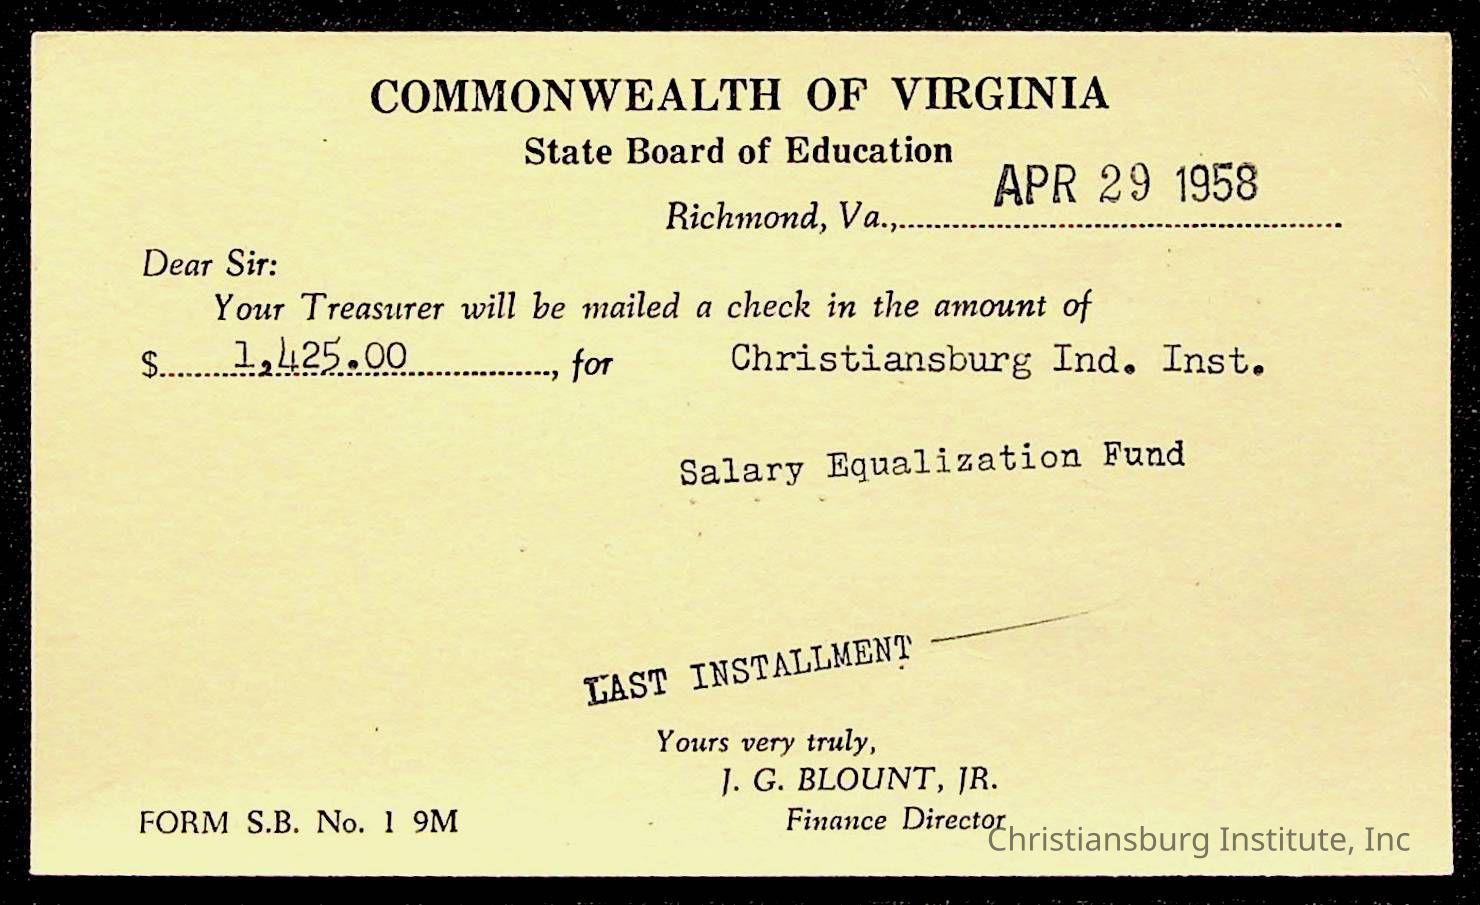 COMMONWEALTH OF VIRGINIA
State Board of Education
APR 29 1958
Richmond, Va.,
Dear Sir:
Your Treasurer will be mailed a check in the amount of
$ 1,425.00, for Christiansburg Ind. Inst.
Salary Equalization Fund
LAST INSTALLMENT
Yours very truly,
J. G. BLOUNT, JR.
FORM S.B. No. 1 9M Finance Director
Christiansburg Institute, Inc